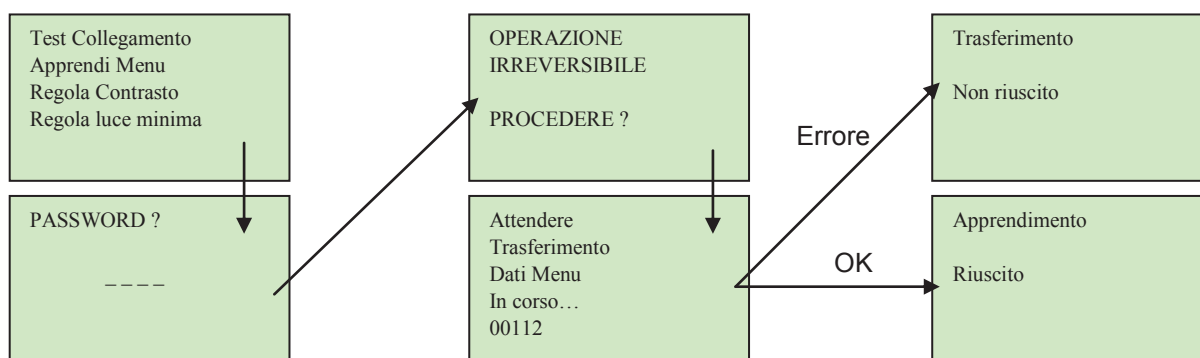 Test Collegamento
Apprendi Menu
Regola Contrasto
Regola luce minima
PASSWORD ?
_ _ _ _
OPERAZIONE
IRREVERSIBILE
PROCEDERE ?
Attendere
Trasferimento
Dati Menu
In corso…
00112
Errore
OK
Trasferimento
Non riuscito
Apprendimento
Riuscito